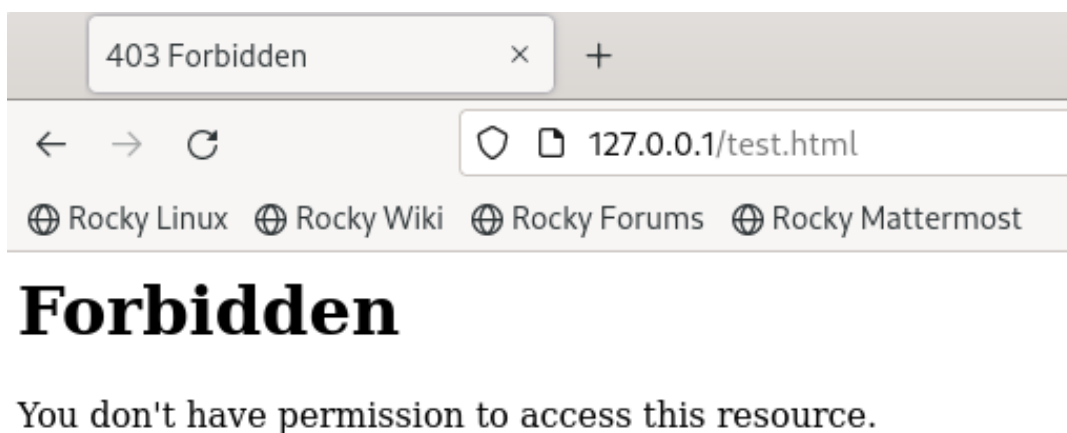 403 Forbidden
127.0.0.1/test.html
Rocky Linux Rocky Wiki Rocky Forums Rocky Mattermost
Forbidden
You don't have permission to access this resource.